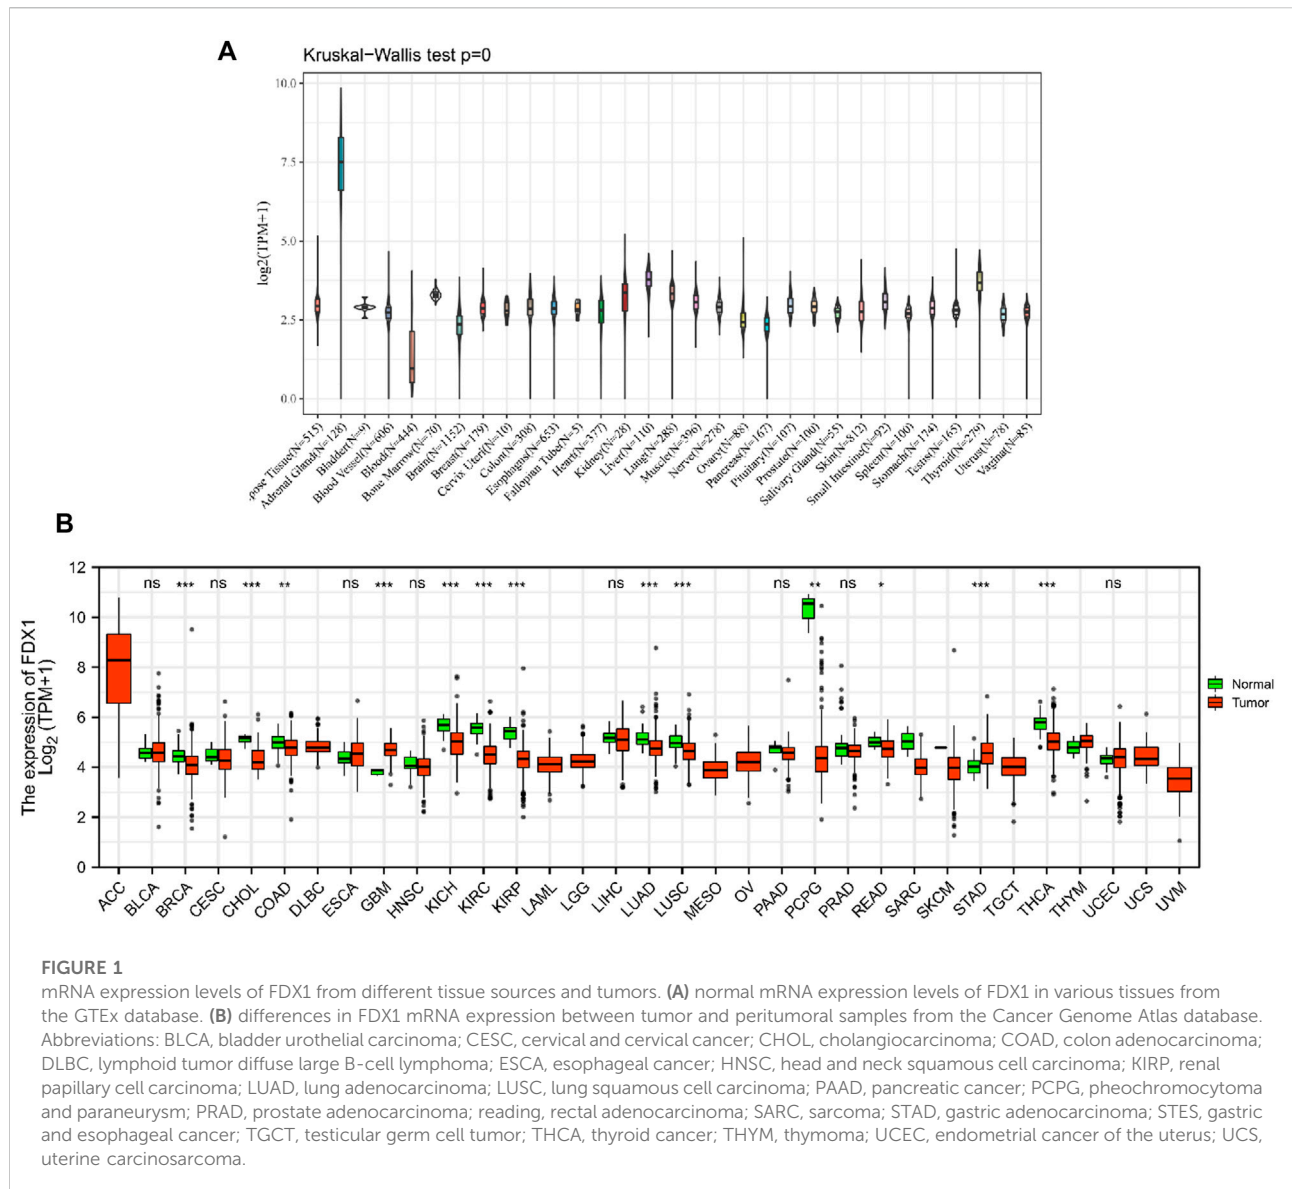 A
Kruskal-Wallis test p=0
log2(TPM+1)
10.0
7.5
5.0
2.5
0.0
pose Tissue(N=515)
Adrenal Gland(N=128)
Bladder(N=9)
Blood Vessel(N=606)
Blood(N=444)
Bone Marrow(N=70)
Brain(N=1152)
Breast(N=179)
Cervix Uteri(N=10)
Colon(N=308)
Esophagus(N=653)
Fallopian Tube(N=5)
Heart(N=377)
Kidney(N=28)
Liver(N=110)
Lung(N=288)
Muscle(N=396)
Nerve(N=278)
Ovary(N=88)
Pancreas(N=167)
Pituitary(N=107)
Prostate(N=100)
Salivary Gland(N=55)
Skin(N=812)
Small Intestine(N=92)
Spleen(N=100)
Stomach(N=174)
Testis(N=165)
Thyroid(N=279)
Uterus(N=78)
Vagina(N=85)
B
The expression of FDX1
Log2 (TPM+1)
12
10
8
6
4
2
0
ns *** ns *** ** ns *** ns *** *** *** ns *** *** ns ** ns * *** *** ns
ACC
BLCA
BRCA
CESC
CHOL
COAD
DLBC
ESCA
GBM
HNSC
KICH
KIRC
KIRP
LAML
LGG
LIHC
LUAD
LUSC
MESO
OV
PAAD
PCPG
PRAD
READ
SARC
SKCM
STAD
TGCT
THCA
THYM
UCEC
UCS
UVM
Normal
Tumor
FIGURE 1
mRNA expression levels of FDX1 from different tissue sources and tumors. (A) normal mRNA expression levels of FDX1 in various tissues from
the GTEx database. (B) differences in FDX1 mRNA expression between tumor and peritumoral samples from the Cancer Genome Atlas database.
Abbreviations: BLCA, bladder urothelial carcinoma; CESC, cervical and cervical cancer; CHOL, cholangiocarcinoma; COAD, colon adenocarcinoma;
DLBC, lymphoid tumor diffuse large B-cell lymphoma; ESCA, esophageal cancer; HNSC, head and neck squamous cell carcinoma; KIRP, renal
papillary cell carcinoma; LUAD, lung adenocarcinoma; LUSC, lung squamous cell carcinoma; PAAD, pancreatic cancer; PCPG, pheochromocytoma
and paraneurysm; PRAD, prostate adenocarcinoma; reading, rectal adenocarcinoma; SARC, sarcoma; STAD, gastric adenocarcinoma; STES, gastric
and esophageal cancer; TGCT, testicular germ cell tumor; THCA, thyroid cancer; THYM, thymoma; UCEC, endometrial cancer of the uterus; UCS,
uterine carcinosarcoma.